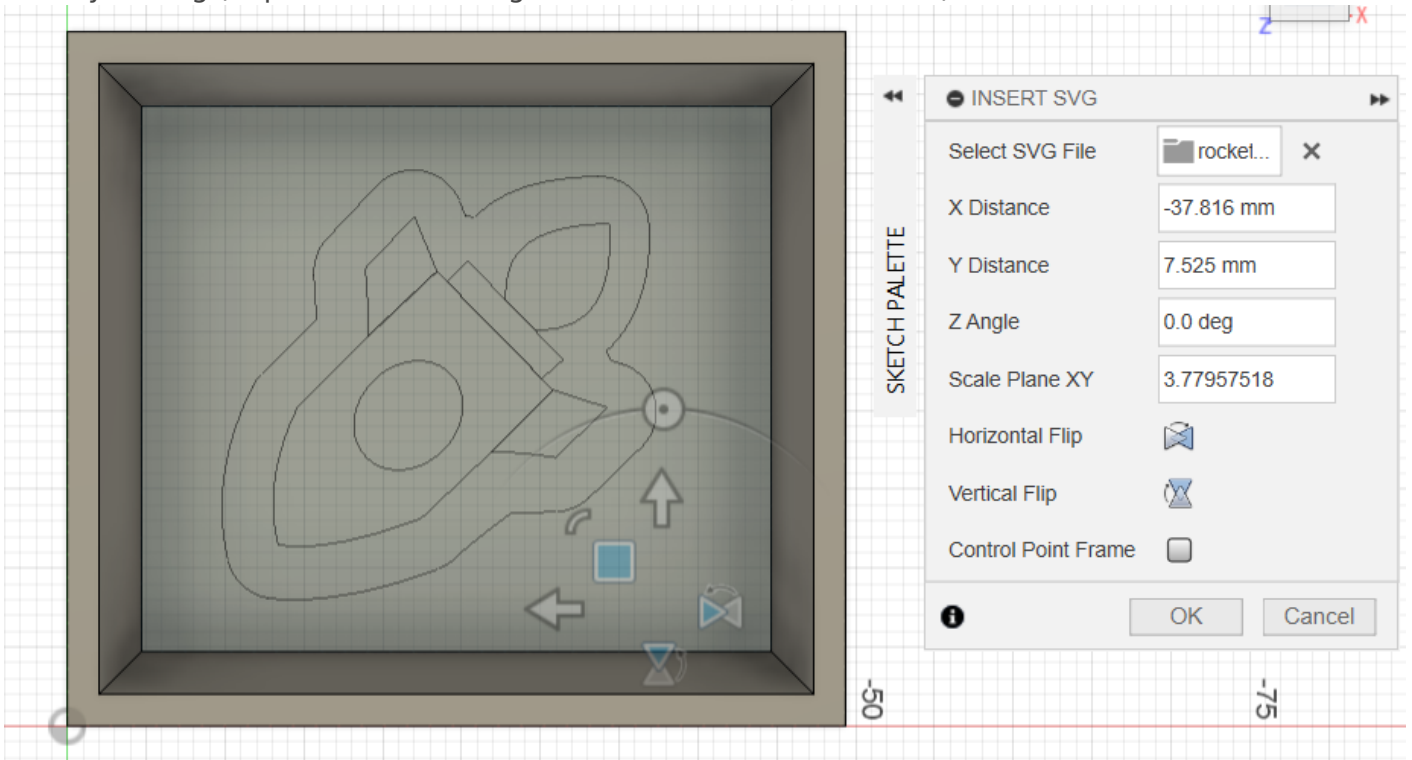 Z
X
SKETCH PALETTE
INSERT SVG
Select SVG File rocket...
X Distance -37.816 mm
Y Distance 7.525 mm
Z Angle 0.0 deg
Scale Plane XY 3.77957518
Horizontal Flip
Vertical Flip
Control Point Frame
OK Cancel
-50
-75